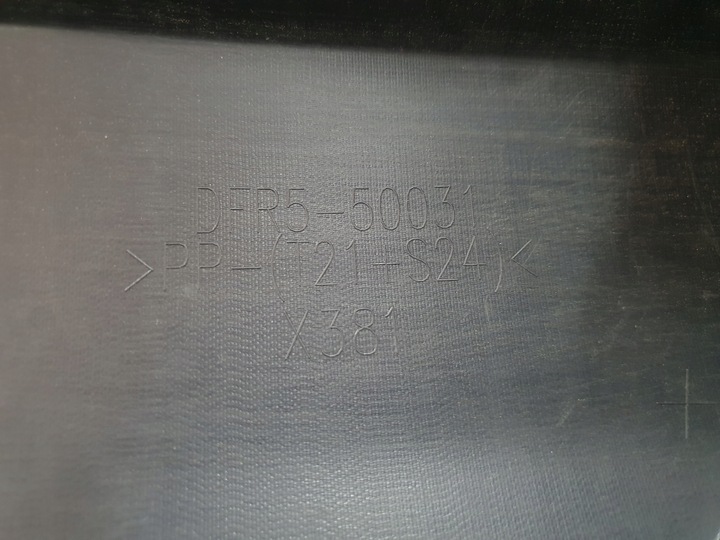 DFR5-50031
>PP-(T21+S24)<
X381